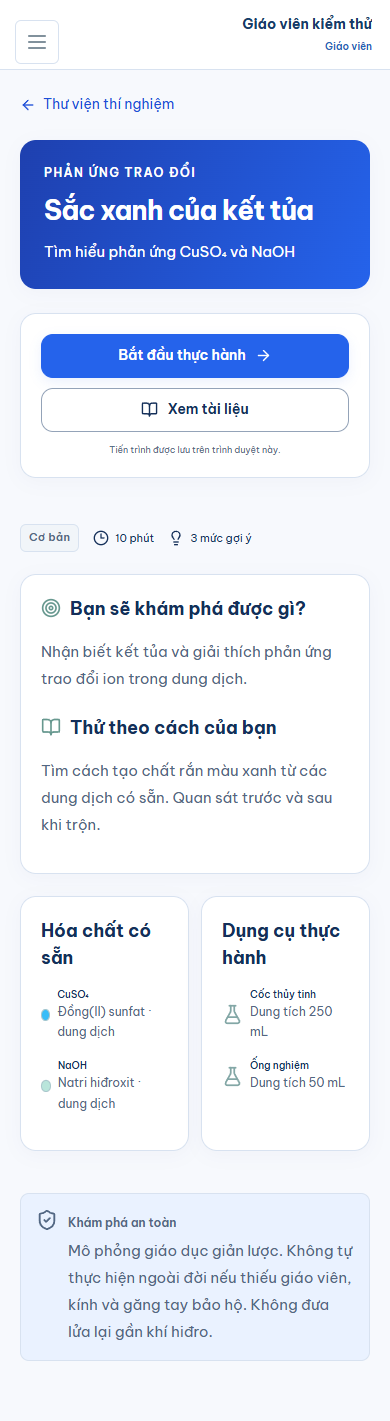 Giáo viên kiểm thử
Giáo viên
Thư viện thí nghiệm
PHẢN ỨNG TRAO ĐỔI
Sắc xanh của kết tủa
Tìm hiểu phản ứng CuSO₄ và NaOH
Bắt đầu thực hành
Xem tài liệu
Tiến trình được lưu trên trình duyệt này.
Cơ bản
10 phút
3 mức gợi ý
Bạn sẽ khám phá được gì?
Nhận biết kết tủa và giải thích phản ứng
trao đổi ion trong dung dịch.
Thử theo cách của bạn
Tìm cách tạo chất rắn màu xanh từ các
dung dịch có sẵn. Quan sát trước và sau
khi trộn.
Hóa chất có
sẵn
CuSO₄
Đồng(II) sunfat ·
dung dịch
NaOH
Natri hiđroxit ·
dung dịch
Dụng cụ thực
hành
Cốc thủy tinh
Dung tích 250
mL
Ống nghiệm
Dung tích 50 mL
Khám phá an toàn
Mô phỏng giáo dục giản lược. Không tự
thực hiện ngoài đời nếu thiếu giáo viên,
kính và găng tay bảo hộ. Không đưa
lửa lại gần khí hiđro.